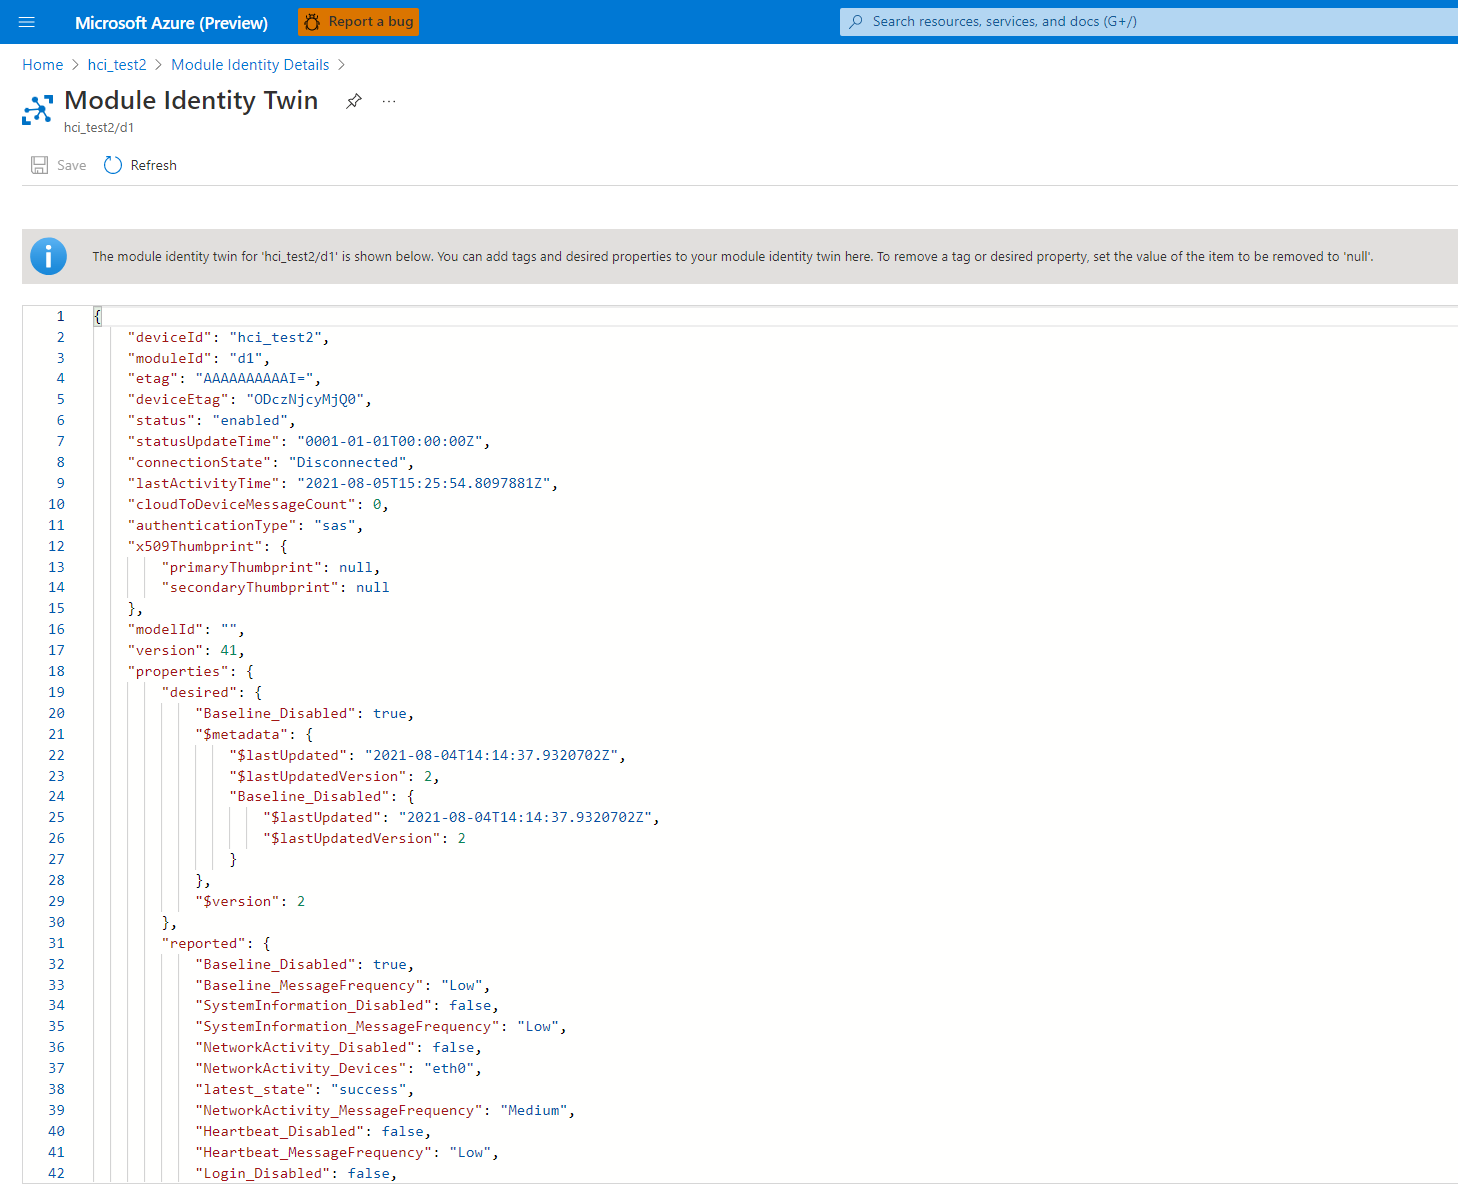 Microsoft Azure (Preview)
Report a bug
Search resources, services, and docs (G+/)
Home > hci_test2 > Module Identity Details >
Module Identity Twin
hci_test2/d1
Save
Refresh
The module identity twin for 'hci_test2/d1' is shown below. You can add tags and desired properties to your module identity twin here. To remove a tag or desired property, set the value of the item to be removed to 'null'.
1 {
2 "deviceId": "hci_test2",
3 "moduleId": "d1",
4 "etag": "AAAAAAAAAAI=",
5 "deviceEtag": "ODczNjcyMjQ0",
6 "status": "enabled",
7 "statusUpdateTime": "0001-01-01T00:00:00Z",
8 "connectionState": "Disconnected",
9 "lastActivityTime": "2021-08-05T15:25:54.8097881Z",
10 "cloudToDeviceMessageCount": 0,
11 "authenticationType": "sas",
12 "x509Thumbprint": {
13 "primaryThumbprint": null,
14 "secondaryThumbprint": null
15 },
16 "modelId": "",
17 "version": 41,
18 "properties": {
19 "desired": {
20 "Baseline_Disabled": true,
21 "$metadata": {
22 "$lastUpdated": "2021-08-04T14:14:37.9320702Z",
23 "$lastUpdatedVersion": 2,
24 "Baseline_Disabled": {
25 "$lastUpdated": "2021-08-04T14:14:37.9320702Z",
26 "$lastUpdatedVersion": 2
27 }
28 },
29 "$version": 2
30 },
31 "reported": {
32 "Baseline_Disabled": true,
33 "Baseline_MessageFrequency": "Low",
34 "SystemInformation_Disabled": false,
35 "SystemInformation_MessageFrequency": "Low",
36 "NetworkActivity_Disabled": false,
37 "NetworkActivity_Devices": "eth0",
38 "latest_state": "success",
39 "NetworkActivity_MessageFrequency": "Medium",
40 "Heartbeat_Disabled": false,
41 "Heartbeat_MessageFrequency": "Low",
42 "Login_Disabled": false,